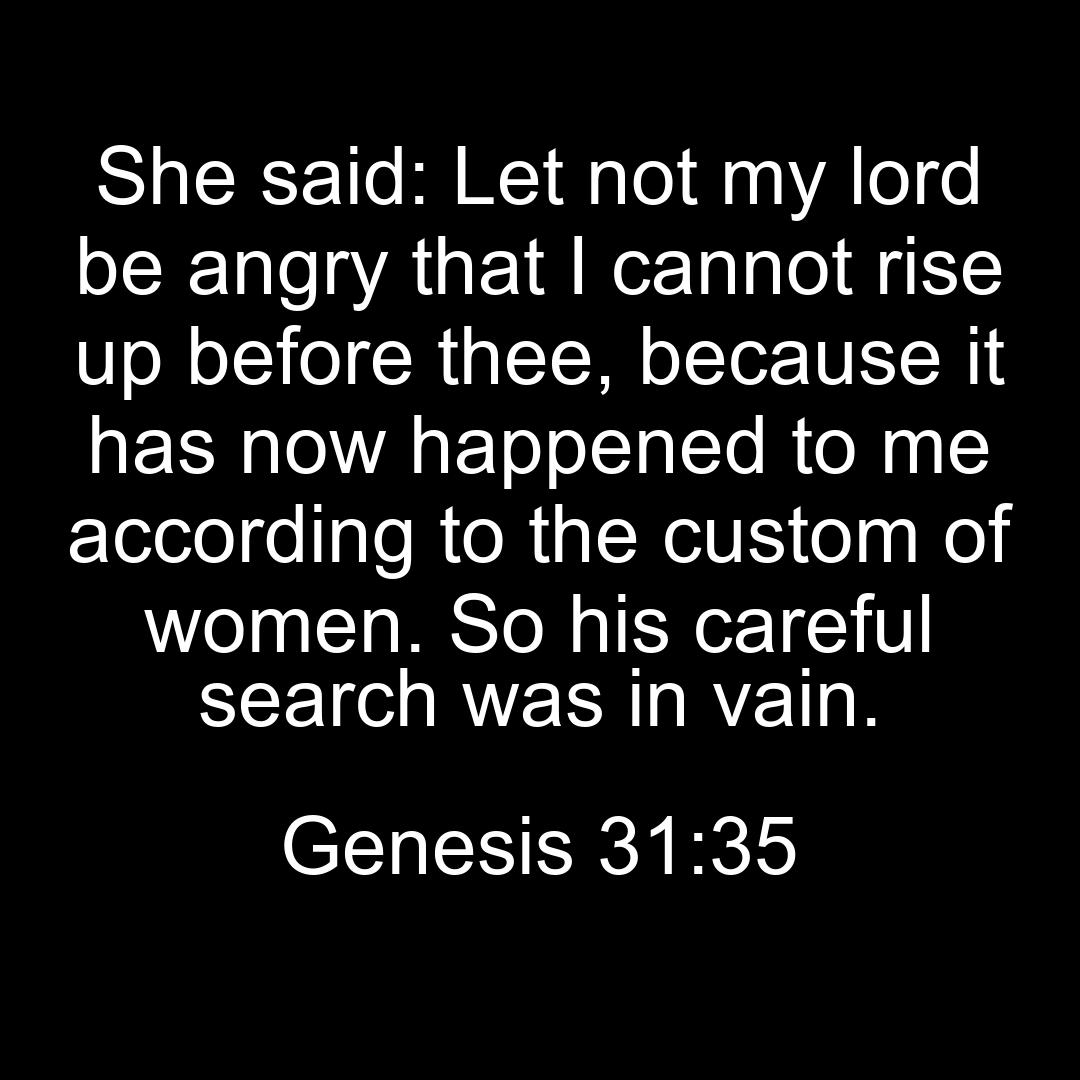 She said: Let not my lord
be angry that I cannot rise
up before thee, because it
has now happened to me
according to the custom of
women. So his careful
search was in vain.
Genesis 31:35